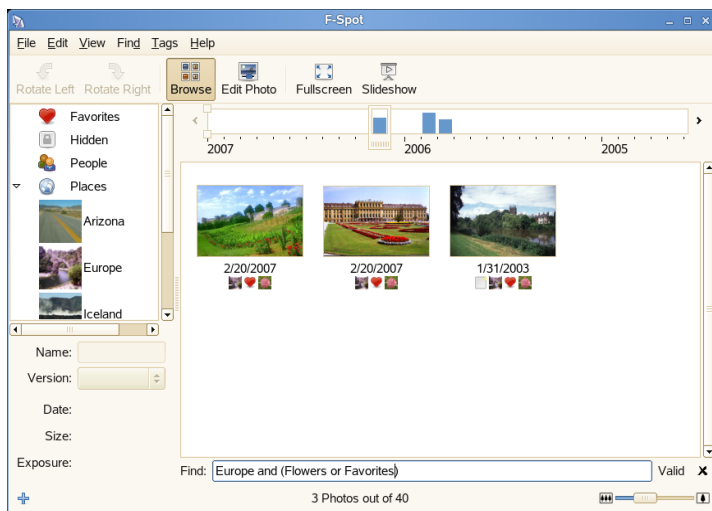 F-Spot
File Edit View Find Tags Help
Rotate Left Rotate Right Browse Edit Photo Fullscreen Slideshow
Favorites
Hidden
People
Places
Arizona
Europe
Iceland
2007 2006 2005
2/20/2007 2/20/2007 1/31/2003
Name:
Version:
Date:
Size:
Exposure:
Find: Europe and (Flowers or Favorites) Valid
3 Photos out of 40